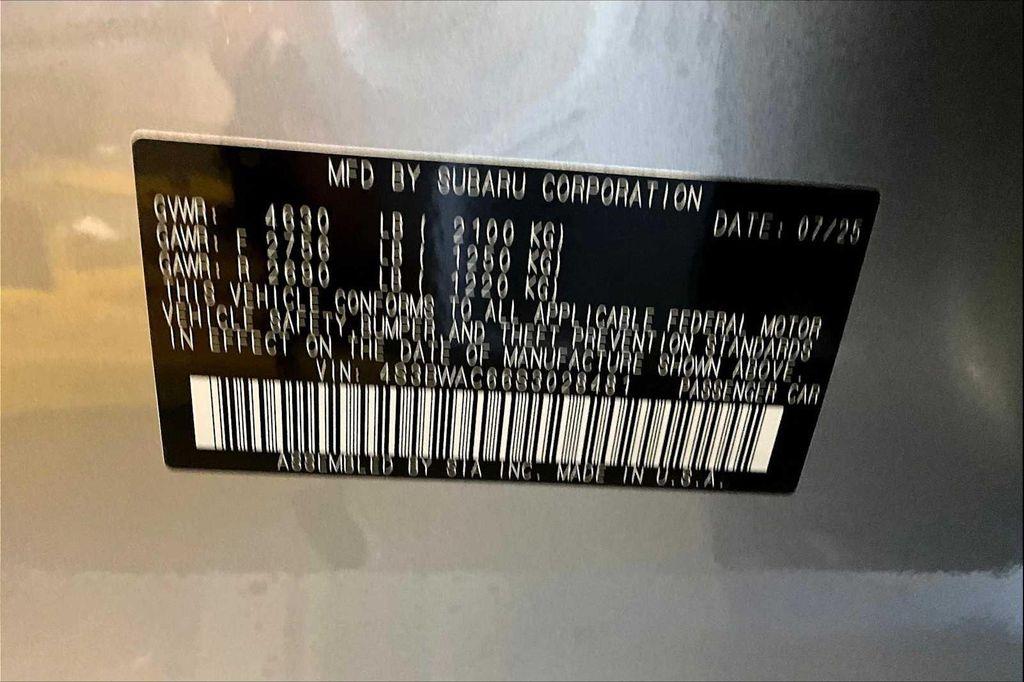 MFD BY SUBARU CORPORATION
DATE: 07/25
GVWR: 4630 LB ( 2100 KG)
GAWR: F 2756 LB ( 1250 KG)
GAWR: R 2690 LB ( 1220 KG)
THIS VEHICLE CONFORMS TO ALL APPLICABLE FEDERAL MOTOR
VEHICLE SAFETY,BUMPER,AND THEFT PREVENTION STANDARDS
IN EFFECT ON THE DATE OF MANUFACTURE SHOWN ABOVE.
VIN: 4S3BWAC66S3028481 PASSENGER CAR
ASSEMBLED BY SIA INC. MADE IN U.S.A.